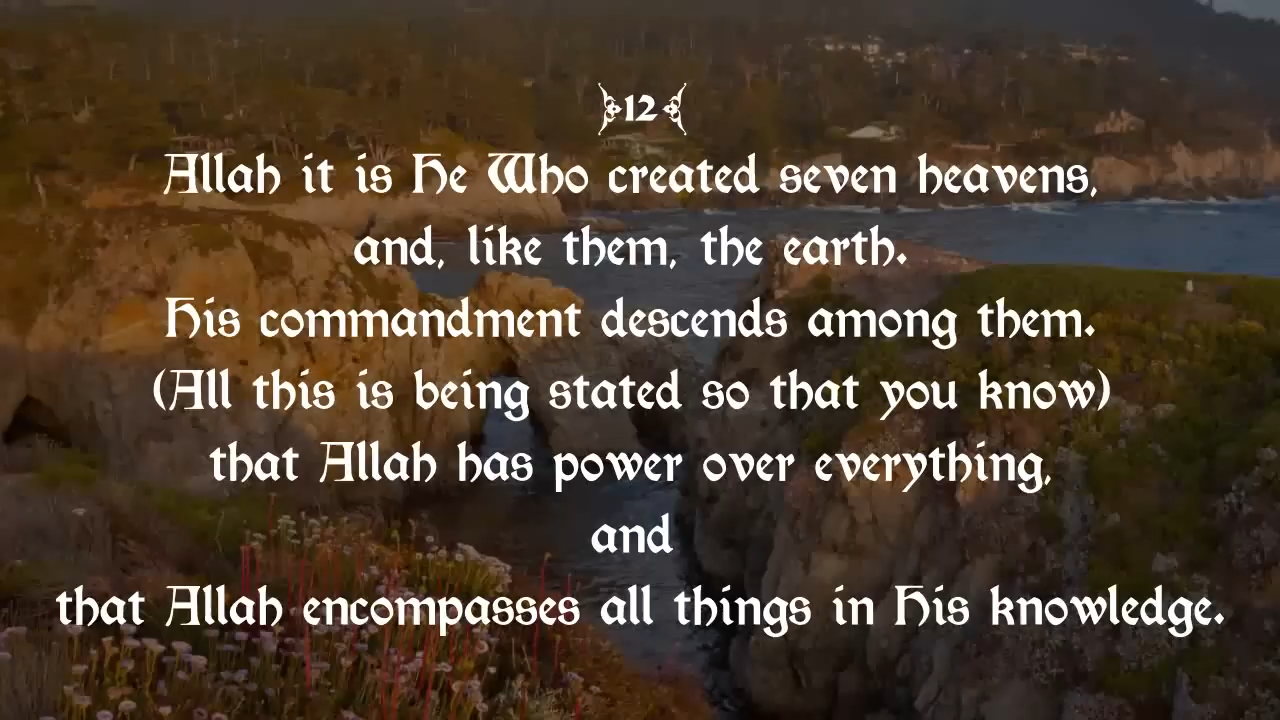 12
Allah it is He Who created seven heavens,
and, like them, the earth.
His commandment descends among them.
(All this is being stated so that you know)
that Allah has power over everything,
and
that Allah encompasses all things in His knowledge.